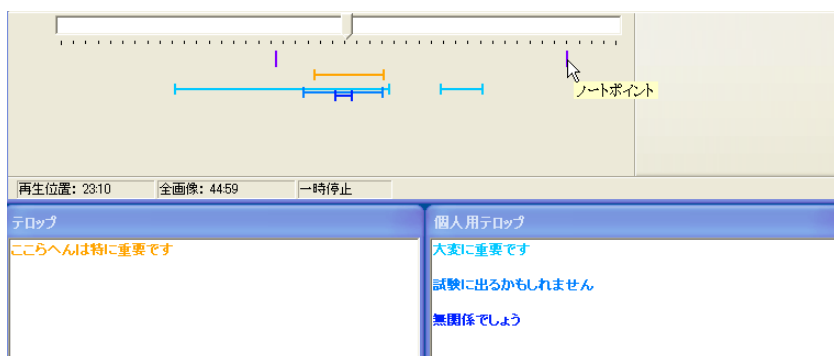 ノートポイント
再生位置: 23:10 全画像: 44:59 一時停止
テロップ
個人用テロップ
ここらへんは特に重要です
大変に重要です
試験に出るかもしれません
無関係でしょう